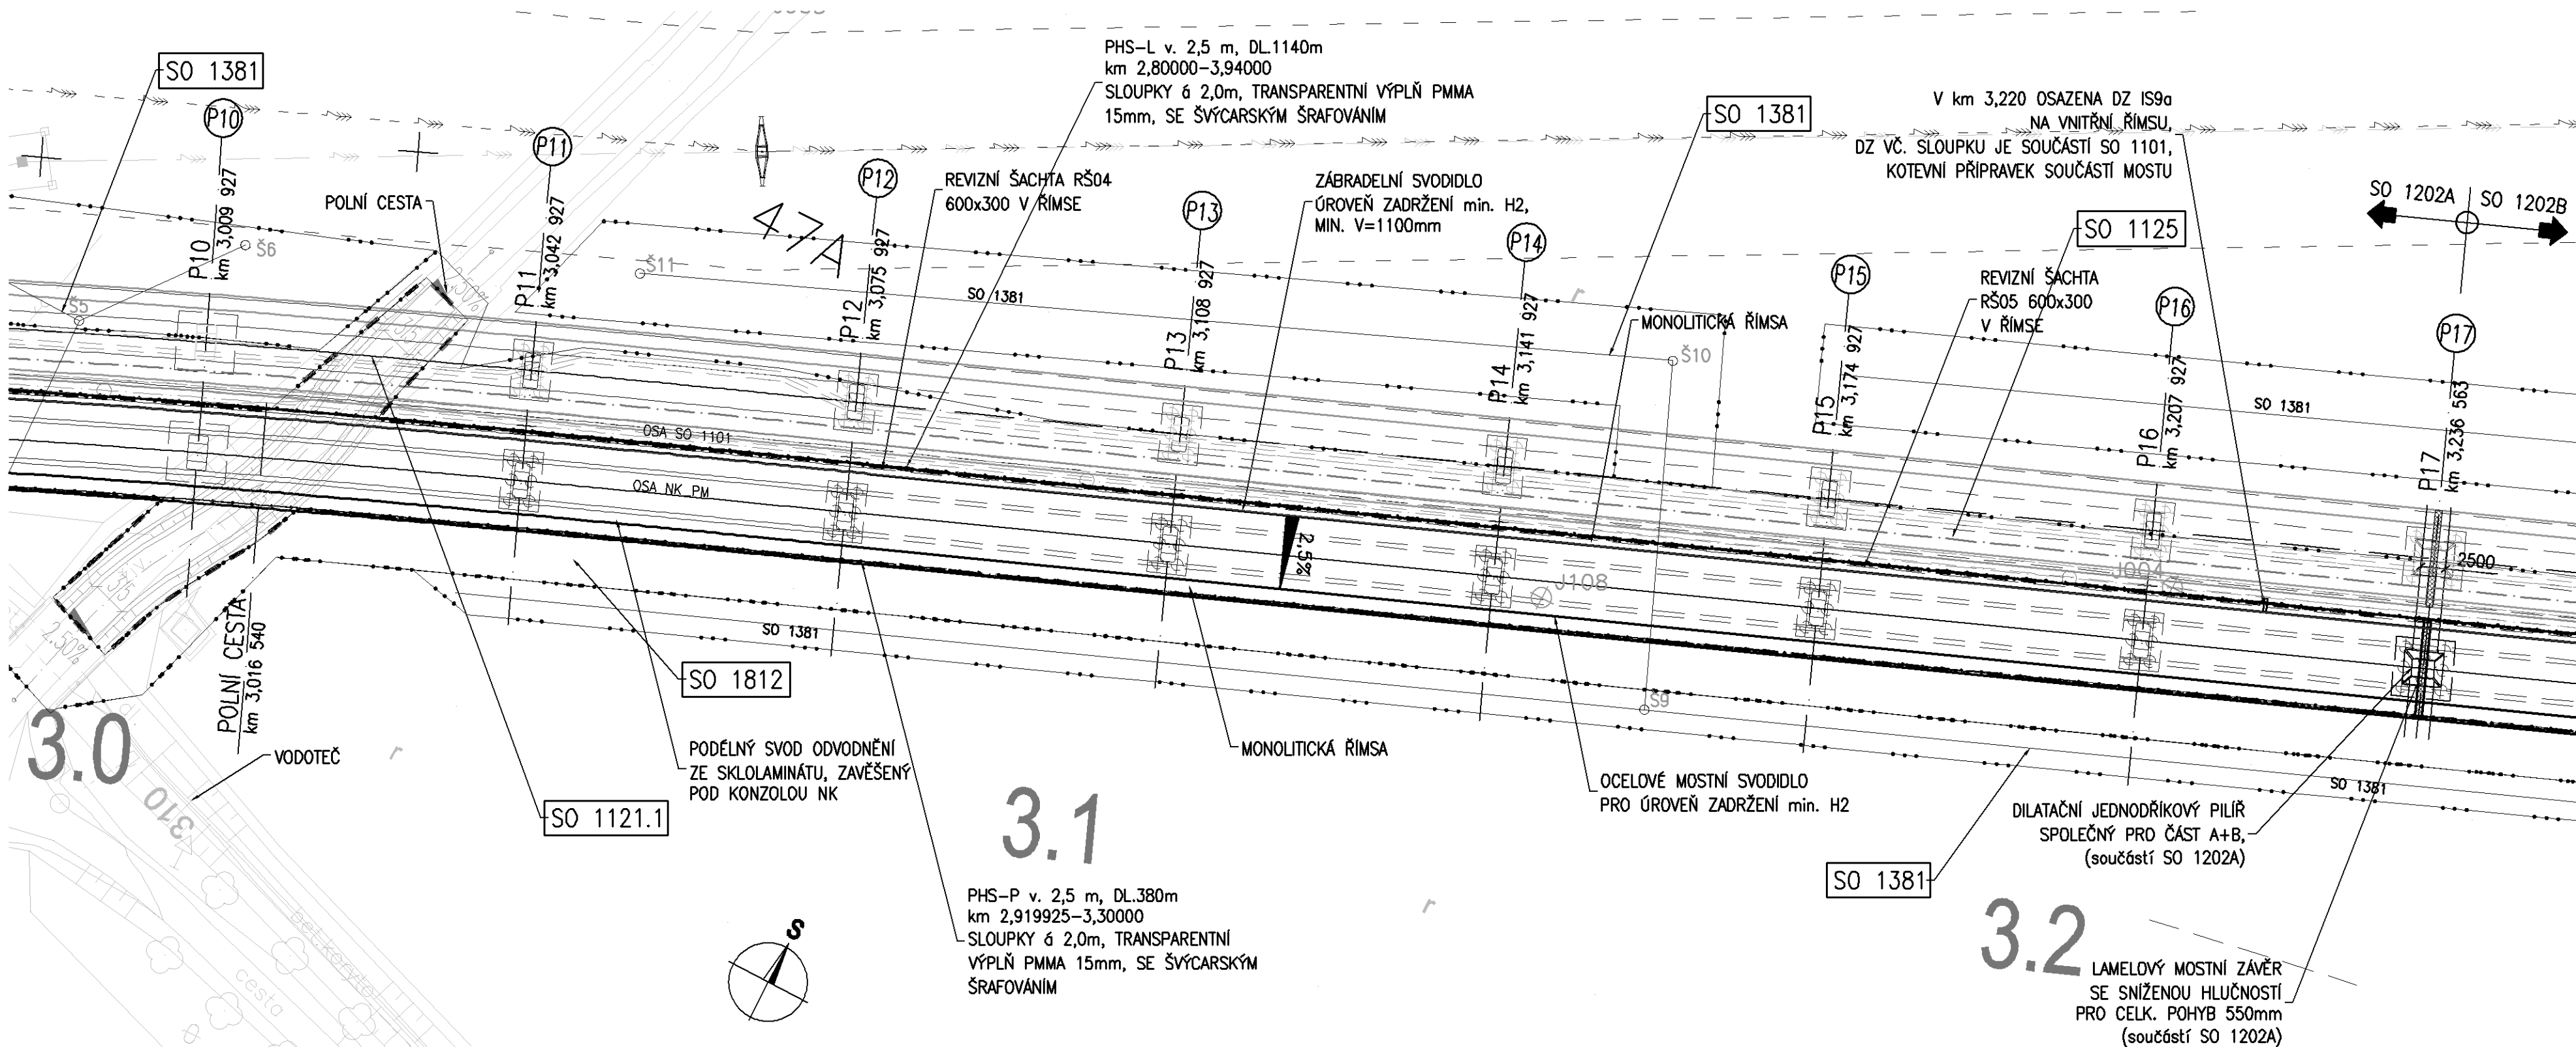 SO 1381
P10
P10
km 3,009 927
POLNÍ CESTA
Š6
Š5
P11
P11
km 3,042 927
Š11
47A
P12
P12
km 3,075 927
PHS-L v. 2,5 m, DL.1140m
km 2,80000-3,94000
SLOUPKY á 2,0m, TRANSPARENTNÍ VÝPLŇ PMMA
15mm, SE ŠVÝCARSKÝM ŠRAFOVÁNÍM
REVIZNÍ ŠACHTA RŠ04
600x300 V ŘÍMSE
SO 1381
P13
P13
km 3,108 927
ZÁBRADELNÍ SVODIDLO
ÚROVEŇ ZADRŽENÍ min. H2,
MIN. V=1100mm
P14
P14
km 3,141 927
SO 1381
MONOLITICKÁ ŘÍMSA
Š10
V km 3,220 OSAZENA DZ IS9a
NA VNITŘNÍ ŘÍMSU,
DZ VČ. SLOUPKU JE SOUČÁSTÍ SO 1101,
KOTEVNÍ PŘÍPRAVEK SOUČÁSTÍ MOSTU
P15
P15
km 3,174 927
SO 1125
REVIZNÍ ŠACHTA
RŠ05 600x300
V ŘÍMSE
P16
P16
km 3,207 927
SO 1202A
SO 1202B
P17
P17
km 3,236 563
SO 1381
2500
OSA SO 1101
OSA NK PM
2,5%
J108
J004
2,50%
2,50%
SO 1381
SO 1812
POLNÍ CESTA
km 3,016 540
3.0
VODOTEČ
3310
PODÉLNÝ SVOD ODVODNĚNÍ
ZE SKLOLAMINÁTU, ZAVĚŠENÝ
POD KONZOLOU NK
SO 1121.1
MONOLITICKÁ ŘÍMSA
3.1
PHS-P v. 2,5 m, DL.380m
km 2,919925-3,30000
SLOUPKY á 2,0m, TRANSPARENTNÍ
VÝPLŇ PMMA 15mm, SE ŠVÝCARSKÝM
ŠRAFOVÁNÍM
S
Š9
OCELOVÉ MOSTNÍ SVODIDLO
PRO ÚROVEŇ ZADRŽENÍ min. H2
SO 1381
DILATAČNÍ JEDNODŘÍKOVÝ PILÍŘ
SPOLEČNÝ PRO ČÁST A+B,
(součástí SO 1202A)
SO 1381
3.2
LAMELOVÝ MOSTNÍ ZÁVĚR
SE SNÍŽENOU HLUČNOSTÍ
PRO CELK. POHYB 550mm
(součástí SO 1202A)
bet.koryto
cesta
r
r
r